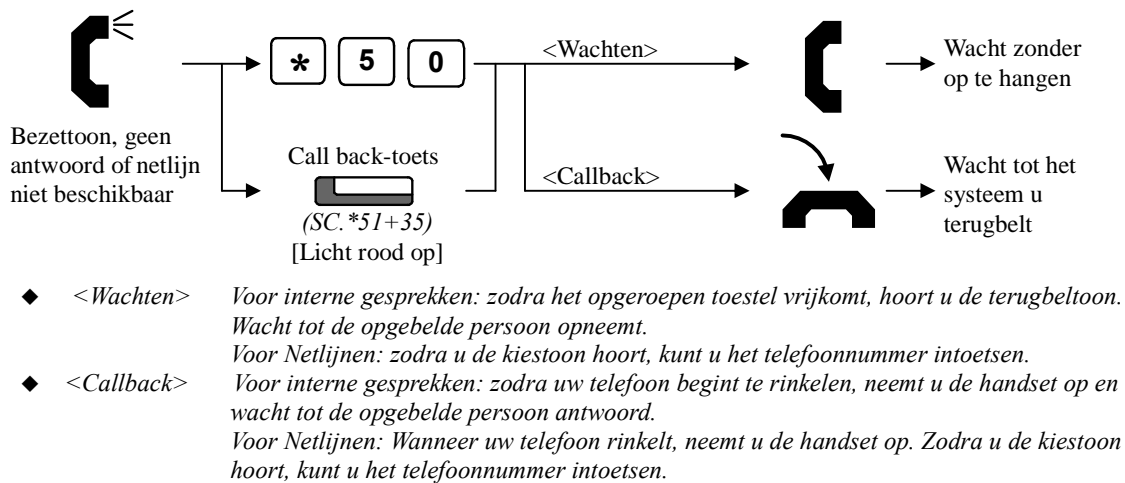 Bezettoon, geen
antwoord of netlijn
niet beschikbaar
* 5 0
Call back-toets
(SC.*51+35)
[Licht rood op]
<Wachten>
Wacht zonder
op te hangen
<Callback>
Wacht tot het
systeem u
terugbelt
◆ <Wachten> Voor interne gesprekken: zodra het opgeroepen toestel vrijkomt, hoort u de terugbeltoon.
Wacht tot de opgebelde persoon opneemt.
Voor Netlijnen: zodra u de kiestoon hoort, kunt u het telefoonnummer intoetsen.
◆ <Callback> Voor interne gesprekken: zodra uw telefoon begint te rinkelen, neemt u de handset op en
wacht tot de opgebelde persoon antwoord.
Voor Netlijnen: Wanneer uw telefoon rinkelt, neemt u de handset op. Zodra u de kiestoon
hoort, kunt u het telefoonnummer intoetsen.